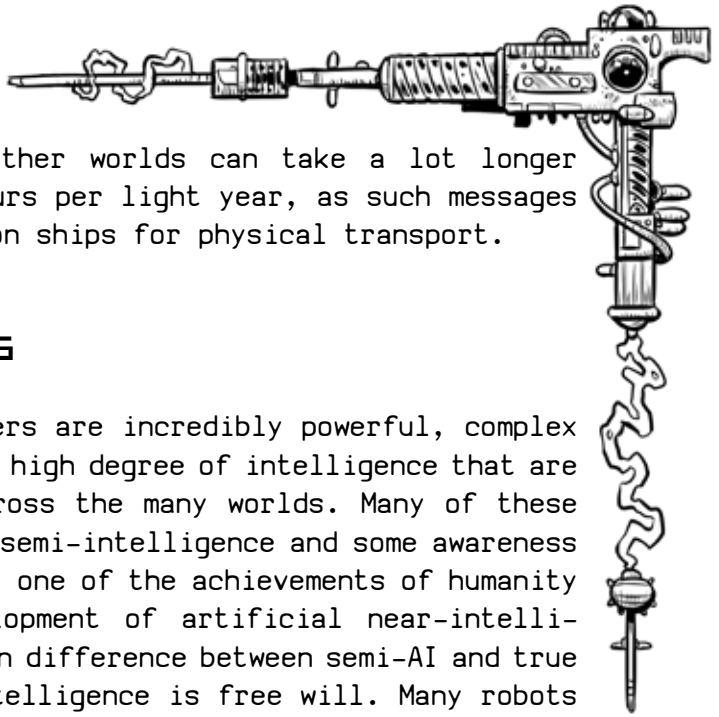 ther worlds can take a lot longer
urs per light year, as such messages
on ships for physical transport.
ers are incredibly powerful, complex
high degree of intelligence that are
ross the many worlds. Many of these
semi-intelligence and some awareness
one of the achievements of humanity
lopment of artificial near-intelli-
n difference between semi-AI and true
telligence is free will. Many robots